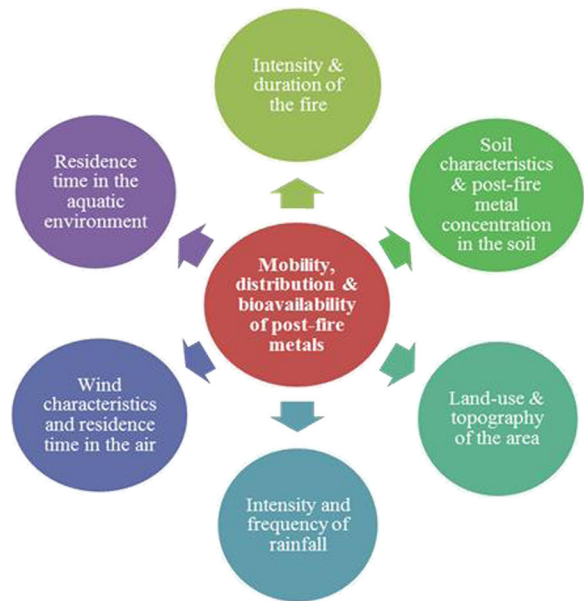 Intensity &
duration of
the fire
Soil
characteristics
& post-fire
metal
concentration
in the soil
Land-use &
topography
of the area
Intensity and
frequency of
rainfall
Wind
characteristics
and residence
time in the air
Residence
time in the
aquatic
environment
Mobility,
distribution &
bioavailability
of post-fire
metals